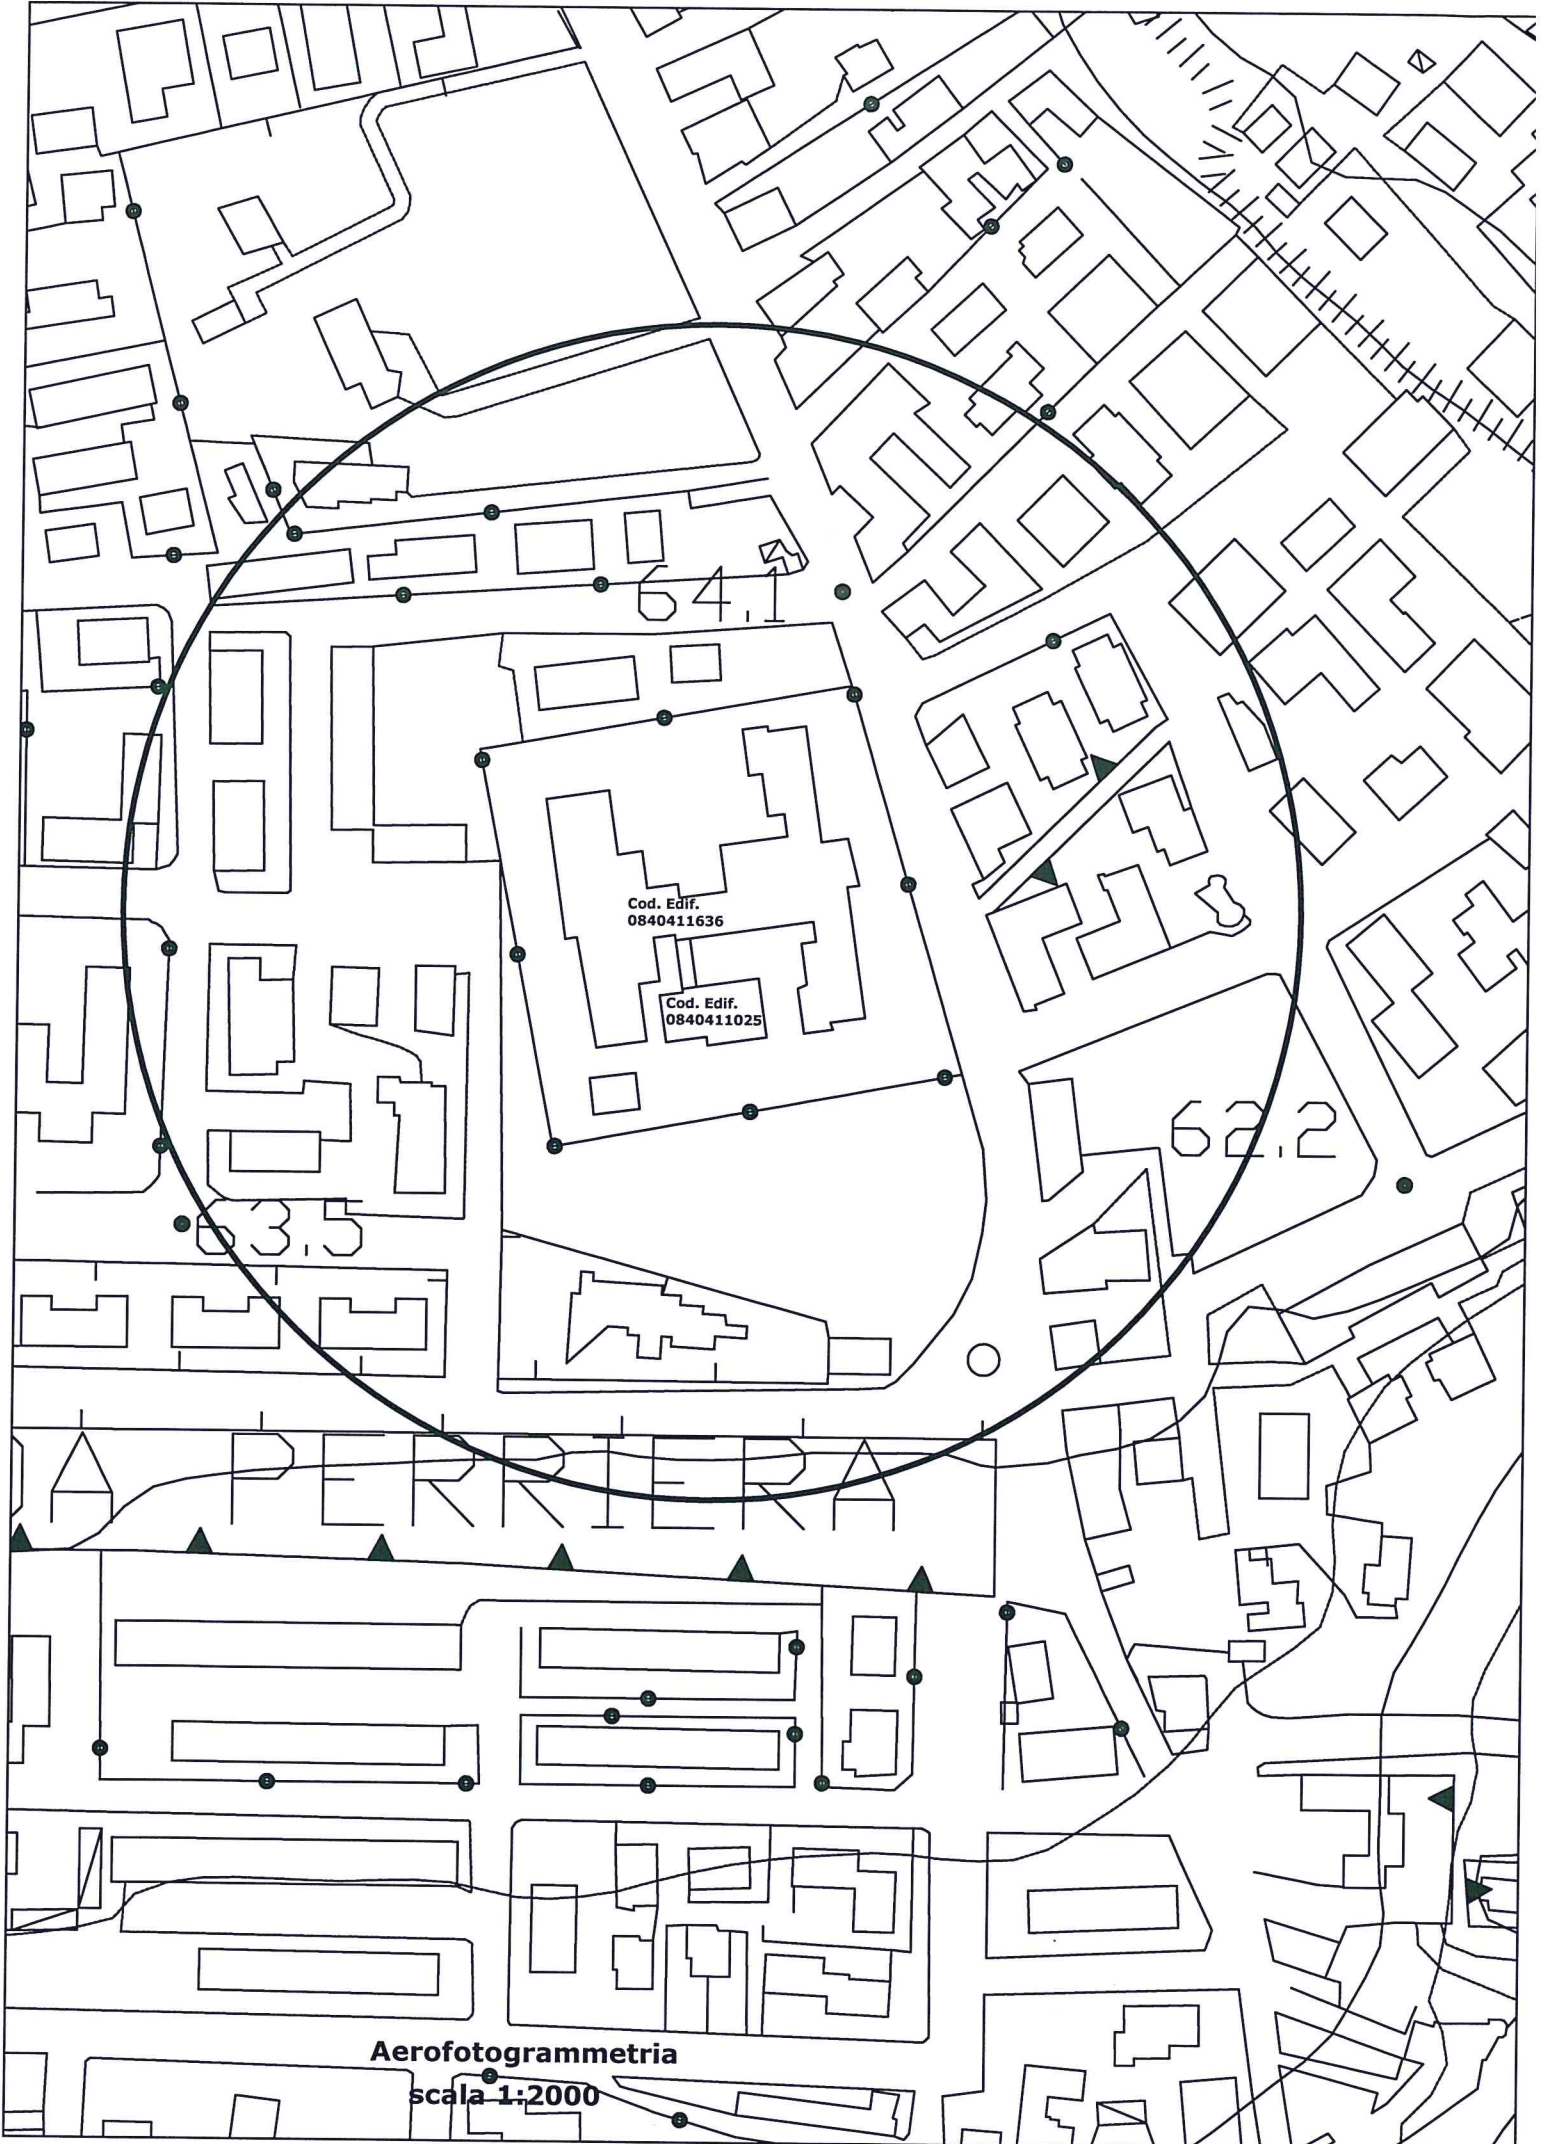 64.1
Cod. Edif.
0840411636
Cod. Edif.
0840411025
62.2
63.5
A PERRIERA
Aerofotogrammetria
scala 1:2000